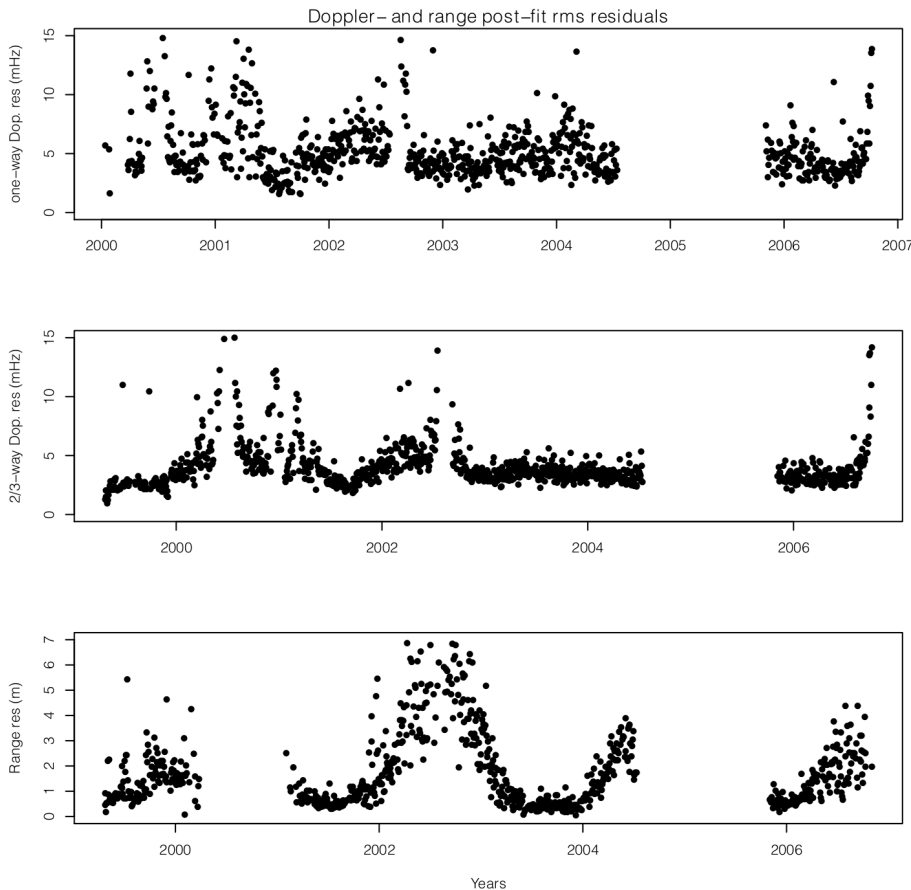 Doppler– and range post–fit rms residuals
one–way Dop. res (mHz)
15
10
5
0
2000 2001 2002 2003 2004 2005 2006 2007
2/3–way Dop. res (mHz)
15
10
5
0
2000 2002 2004 2006
Range res (m)
7
6
5
4
3
2
1
0
2000 2002 2004 2006
Years